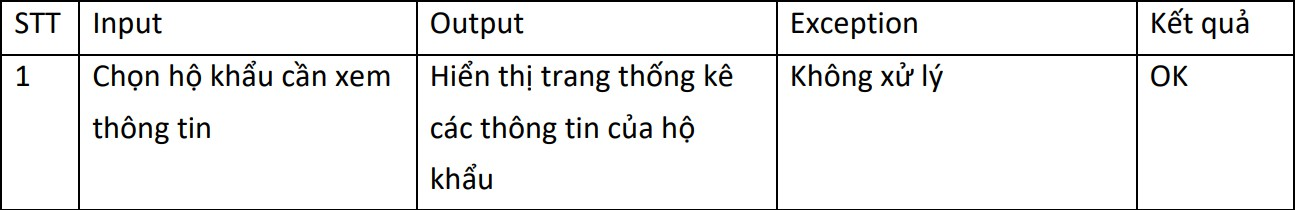 STT Input Output Exception Kết quả
1 Chọn hộ khẩu cần xem Hiển thị trang thống kê Không xử lý OK
thông tin các thông tin của hộ
khẩu